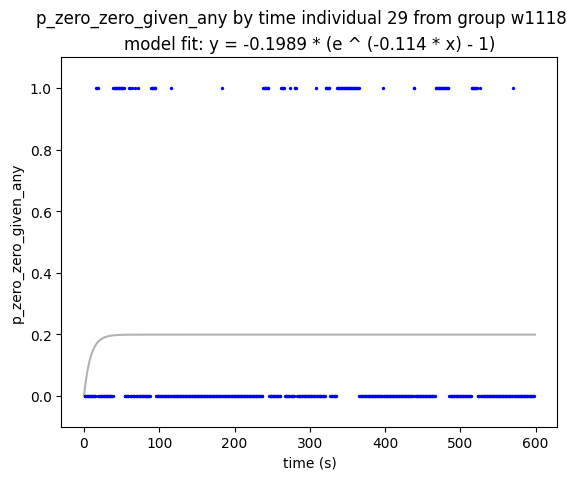 p_zero_zero_given_any by time individual 29 from group w1118
model fit: y = -0.1989 * (e ^ (-0.114 * x) - 1)
p_zero_zero_given_any
1.0
0.8
0.6
0.4
0.2
0.0
0 100 200 300 400 500 600
time (s)